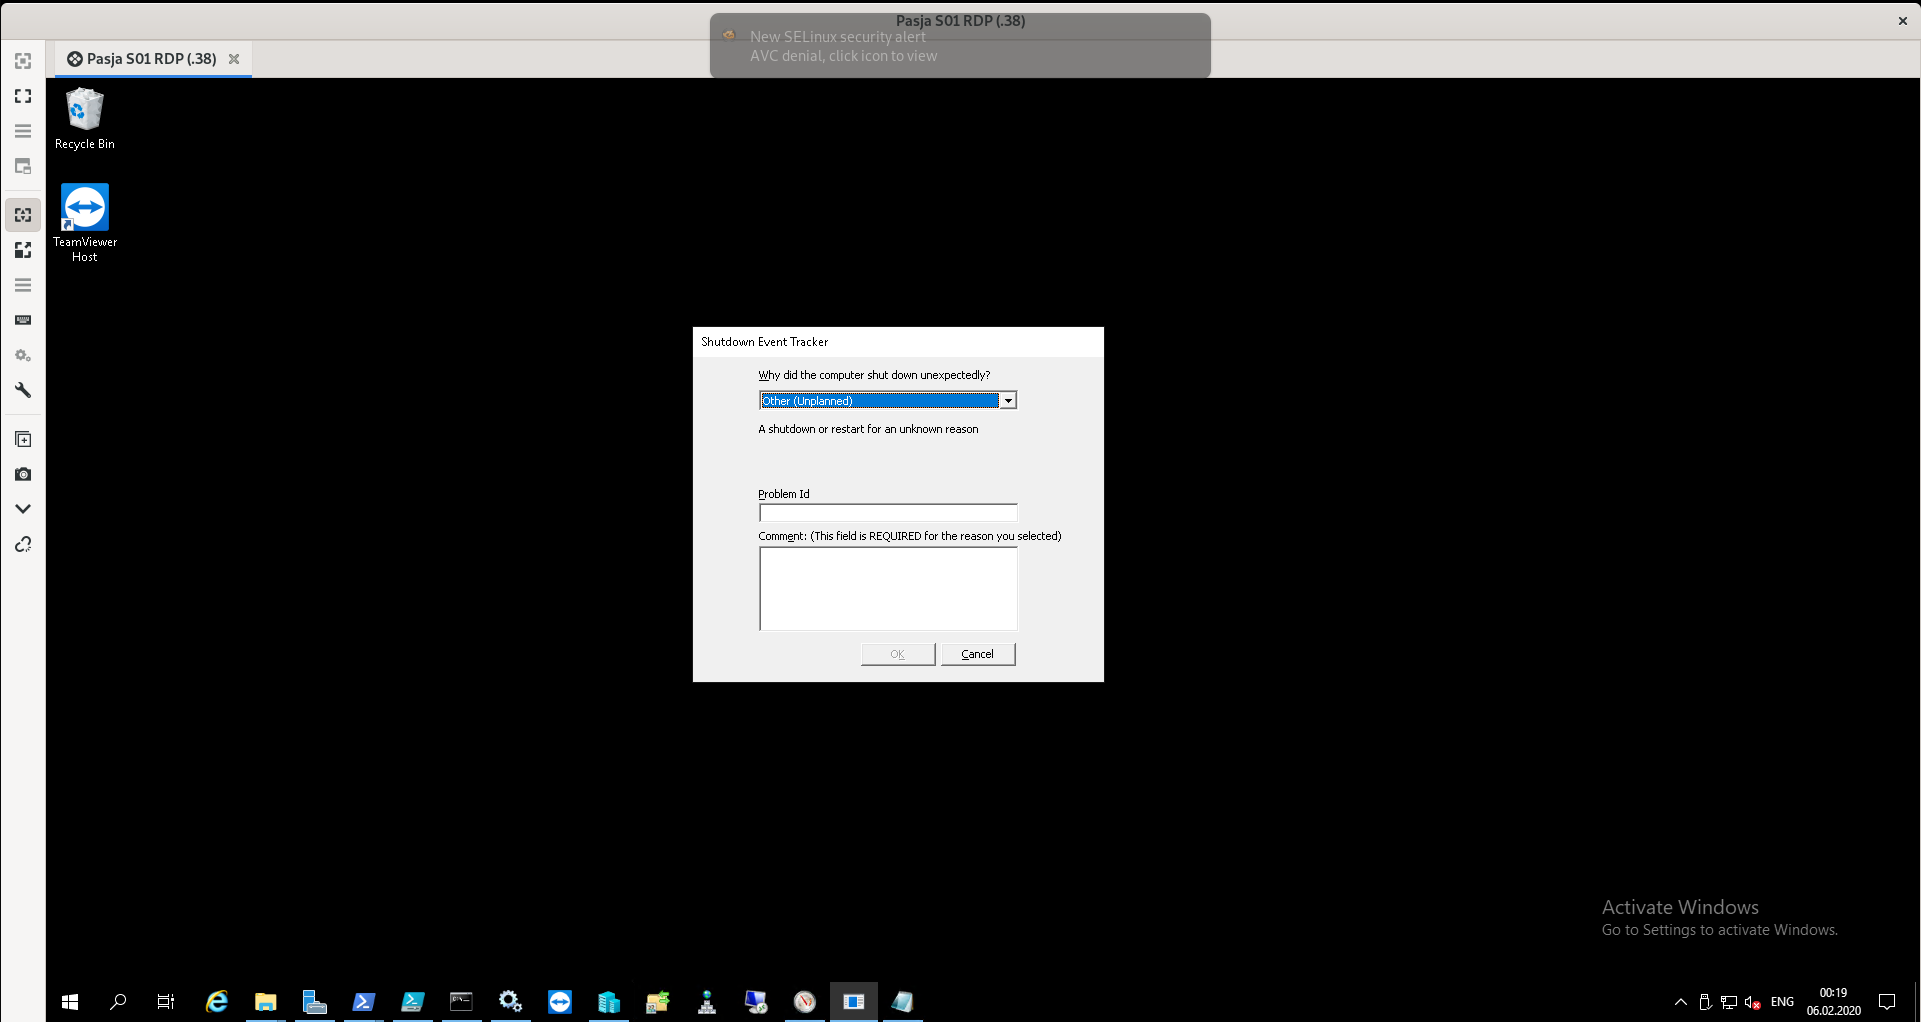 Pasja S01 RDP (.38)
New SELinux security alert
AVC denial, click icon to view
Pasja S01 RDP (.38)
Recycle Bin
TeamViewer
Host
Shutdown Event Tracker
Why did the computer shut down unexpectedly?
Other (Unplanned)
A shutdown or restart for an unknown reason
Problem Id
Comment: (This field is REQUIRED for the reason you selected)
OK
Cancel
Activate Windows
Go to Settings to activate Windows.
ENG
00:19
06.02.2020